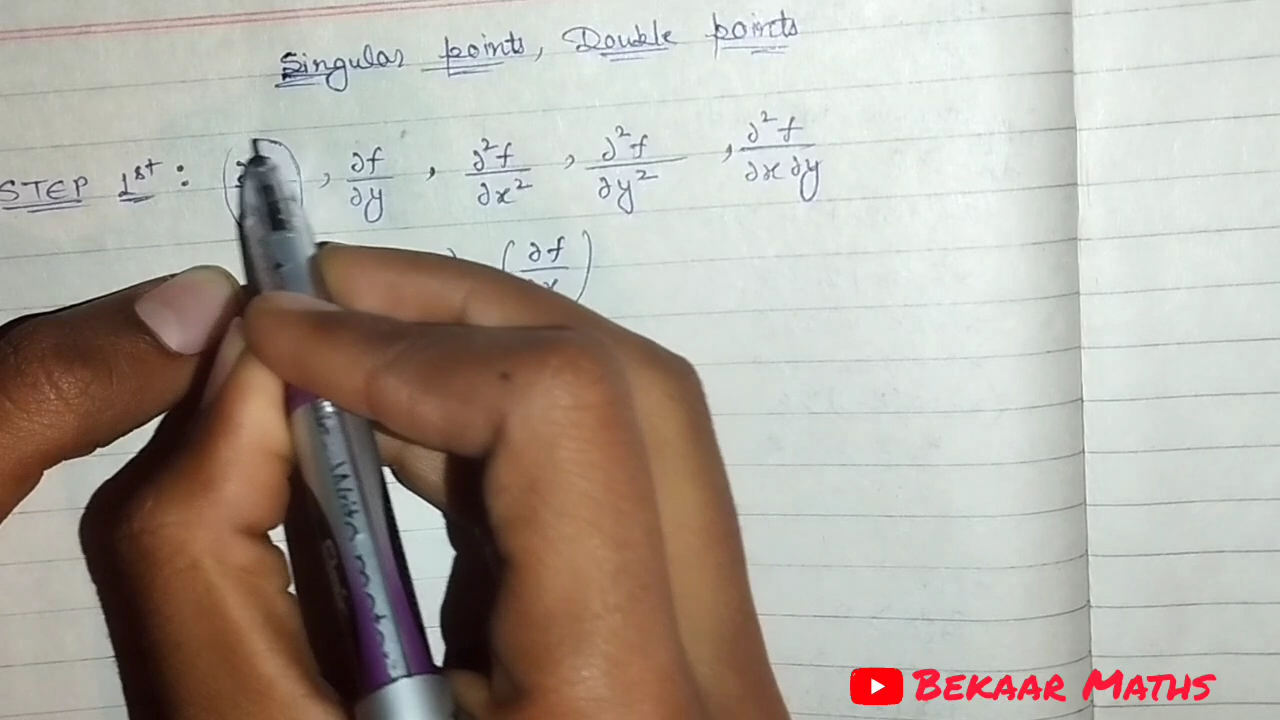 Singular points, Double points
STEP 1st : , ∂f/∂y , ∂²f/∂x² , ∂²f/∂y² , ∂²f/∂x∂y
(∂f/∂x)
BEKAAR MATHS